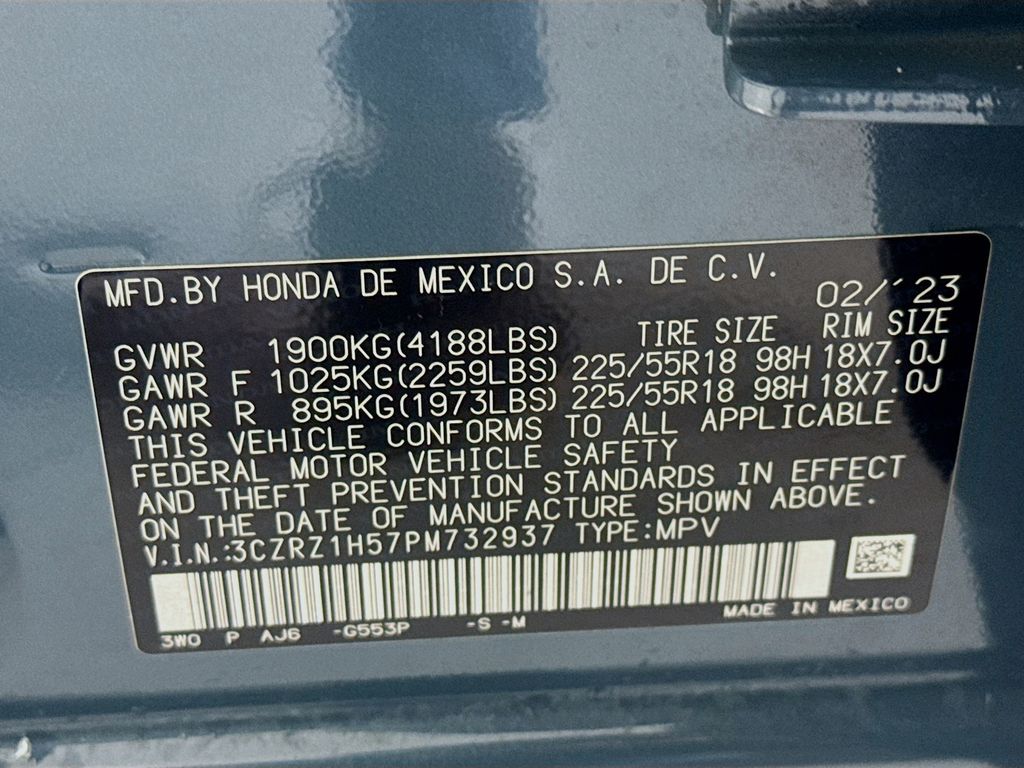 MFD.BY HONDA DE MEXICO S.A. DE C.V.
02/'23
TIRE SIZE RIM SIZE
GVWR 1900KG(4188LBS)
GAWR F 1025KG(2259LBS) 225/55R18 98H 18X7.0J
GAWR R 895KG(1973LBS) 225/55R18 98H 18X7.0J
THIS VEHICLE CONFORMS TO ALL APPLICABLE
FEDERAL MOTOR VEHICLE SAFETY
AND THEFT PREVENTION STANDARDS IN EFFECT
ON THE DATE OF MANUFACTURE SHOWN ABOVE.
V.I.N.:3CZRZ1H57PM732937 TYPE:MPV
3WO P AJ6 -G553P -S -M MADE IN MEXICO